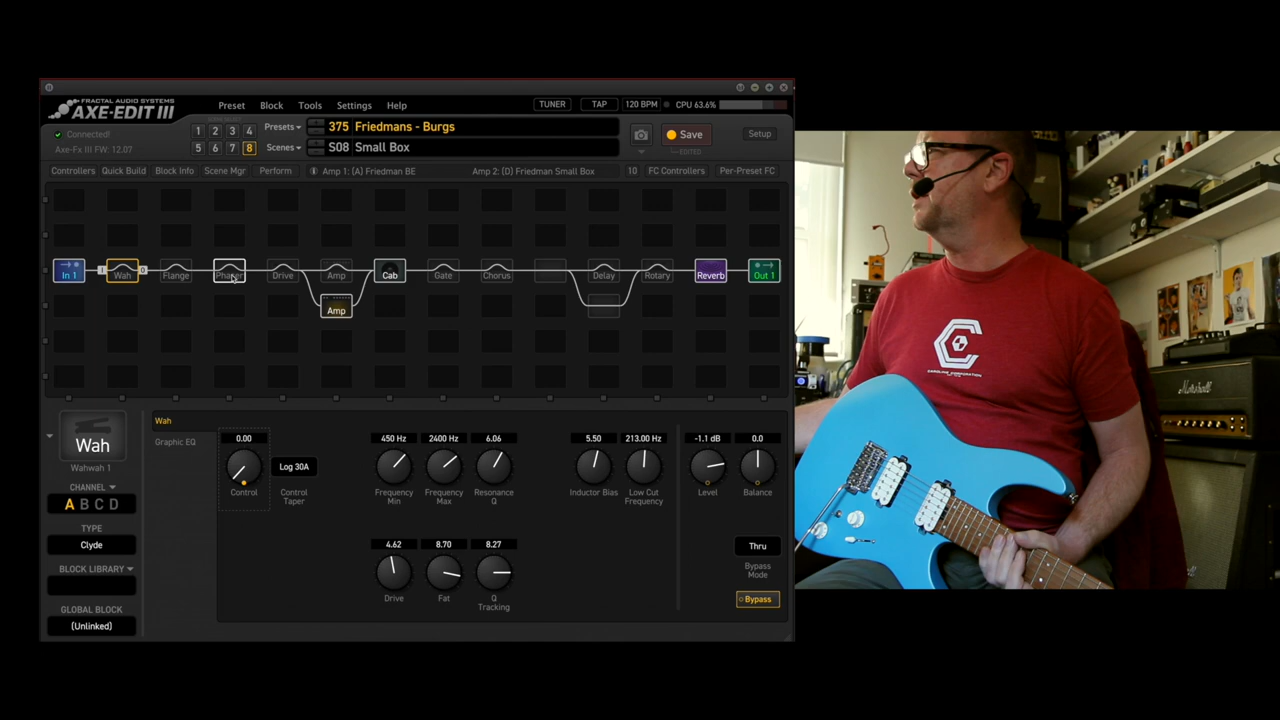 FRACTAL AUDIO SYSTEMS
AXE-EDIT III
Preset Block Tools Settings Help
TUNER TAP 120 BPM CPU 63.6%
Connected!
Axe-Fx III FW: 12.07
1 2 3 4
5 6 7 8
Presets 375 Friedmans - Burgs
Scenes S08 Small Box
Save
EDITED
Setup
Controllers Quick Build Block Info Scene Mgr Perform
Amp 1: (A) Friedman BE Amp 2: (D) Friedman Small Box 10 FC Controllers Per-Preset FC
In 1 Wah Flange Phaser Drive Amp Cab Gate Chorus Delay Rotary Reverb Out 1
Amp
Wah
Wahwah 1
CHANNEL
A B C D
TYPE
Clyde
BLOCK LIBRARY
GLOBAL BLOCK
(Unlinked)
Wah
Graphic EQ
0.00 450 Hz 2400 Hz 6.06 5.50 213.00 Hz -1.1 dB 0.0
Log 30A
Control Control Taper Frequency Min Frequency Max Resonance Q Inductor Bias Low Cut Frequency Level Balance
4.62 8.70 8.27
Drive Fat Q Tracking
Thru
Bypass Mode
Bypass
CAROLINE CORPORATION
Marshall